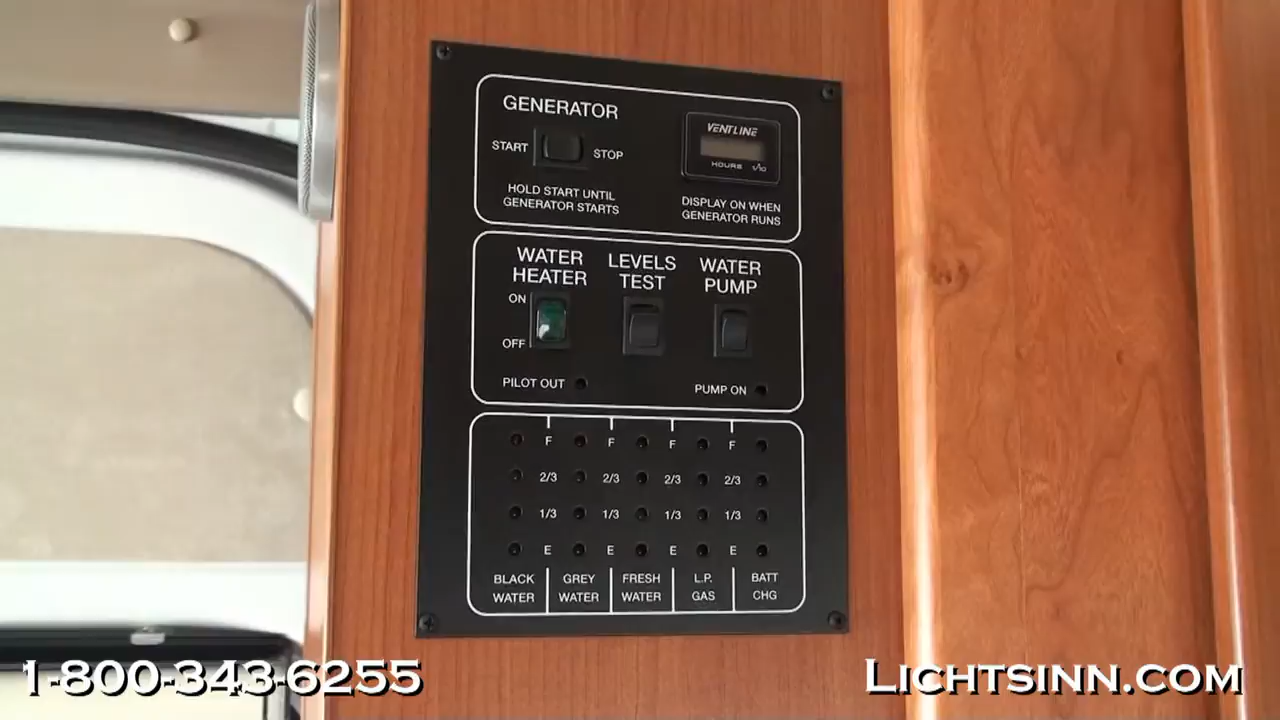 GENERATOR
START
STOP
HOLD START UNTIL
GENERATOR STARTS
VENTLINE
HOURS 1/10
DISPLAY ON WHEN
GENERATOR RUNS
WATER
HEATER
LEVELS
TEST
WATER
PUMP
ON
OFF
PILOT OUT
PUMP ON
F F F F
2/3 2/3 2/3 2/3
1/3 1/3 1/3 1/3
E E E E
BLACK
WATER
GREY
WATER
FRESH
WATER
L.P.
GAS
BATT
CHG
1-800-343-6255
LICHTSINN.COM